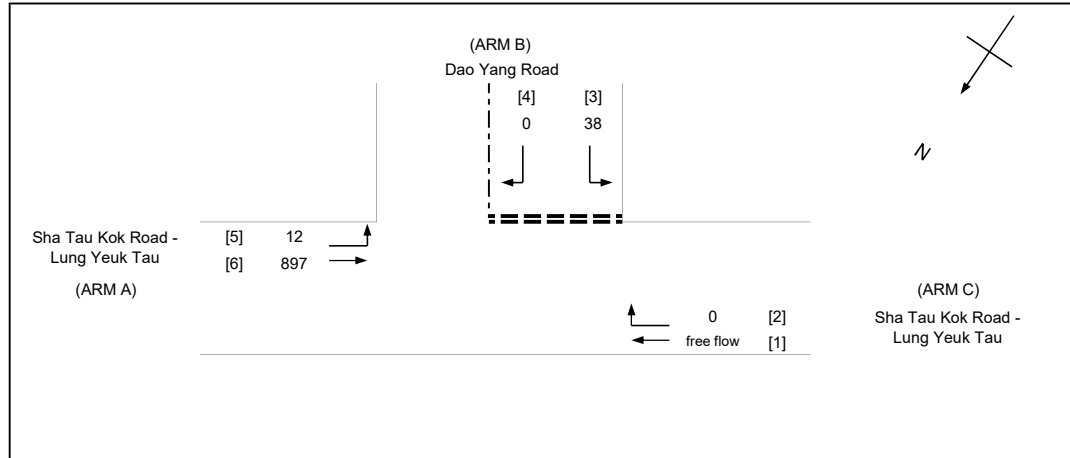 (ARM B)
Dao Yang Road
[4] [3]
0 38
N
Sha Tau Kok Road -
Lung Yeuk Tau
(ARM A)
[5] 12
[6] 897
(ARM C)
Sha Tau Kok Road -
Lung Yeuk Tau
0 [2]
free flow [1]